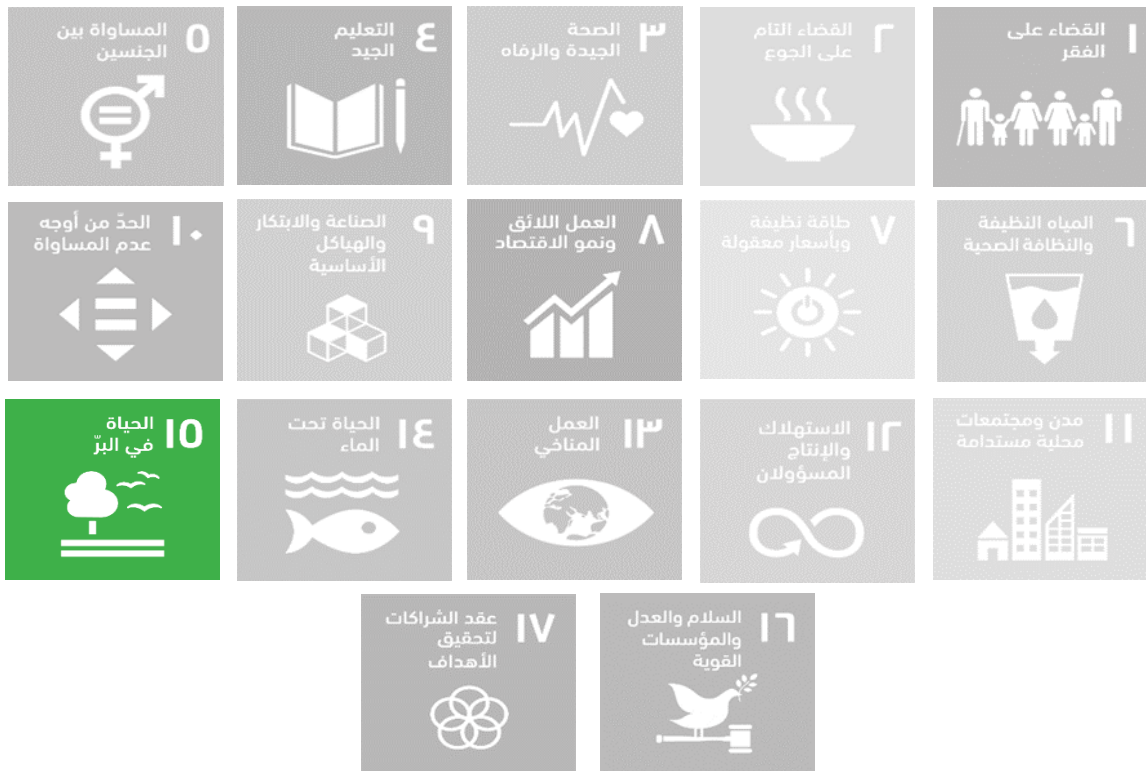 ١
القضاء على
الفقر
٢
القضاء التام
على الجوع
٣
الصحة
الجيدة والرفاه
٤
التعليم
الجيد
٥
المساواة بين
الجنسين
٦
المياه النظيفة
والنظافة الصحية
٧
طاقة نظيفة
وبأسعار معقولة
٨
العمل اللائق
ونمو الاقتصاد
٩
الصناعة والابتكار
والهياكل
الأساسية
١٠
الحدّ من أوجه
عدم المساواة
١١
مدن ومجتمعات
محلية مستدامة
١٢
الاستهلاك
والإنتاج
المسؤولان
١٣
العمل
المناخي
١٤
الحياة تحت
الماء
١٥
الحياة
في البرّ
١٦
السلام والعدل
والمؤسسات
القوية
١٧
عقد الشراكات
لتحقيق
الأهداف